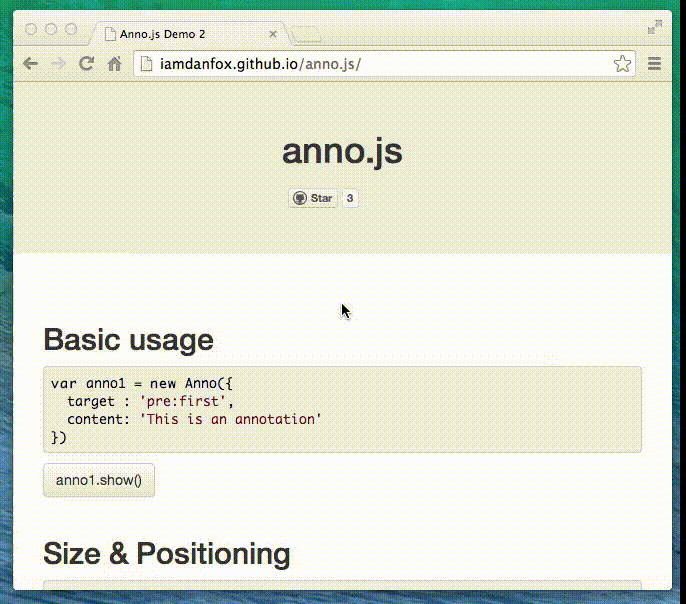 Anno.js Demo 2
iamdanfox.github.io/anno.js/
anno.js
Star 3
Basic usage
var anno1 = new Anno({
  target : 'pre:first',
  content: 'This is an annotation'
})
anno1.show()
Size & Positioning